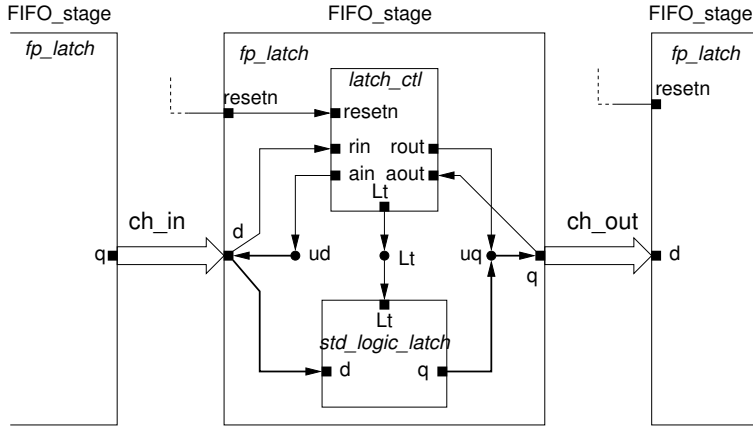 FIFO_stage
FIFO_stage
FIFO_stage
fp_latch
fp_latch
fp_latch
latch_ctl
resetn
resetn
resetn
rin
rout
ain
aout
Lt
ch_in
ch_out
d
q
ud
Lt
uq
q
d
Lt
std_logic_latch
d
q